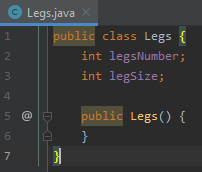 Legs.java
1 public class Legs {
2 int legsNumber;
3 int legSize;
4
5 @ public Legs() {
6 }
7 }